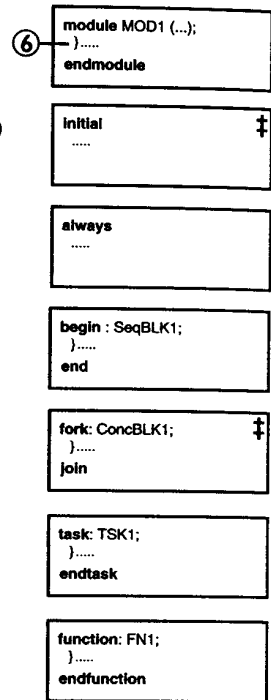 module MOD1 (...);
⑥ }.....
endmodule
initial ‡
.....
always
.....
begin : SeqBLK1;
}.....
end
fork: ConcBLK1; ‡
}.....
join
task: TSK1;
}.....
endtask
function: FN1;
}.....
endfunction